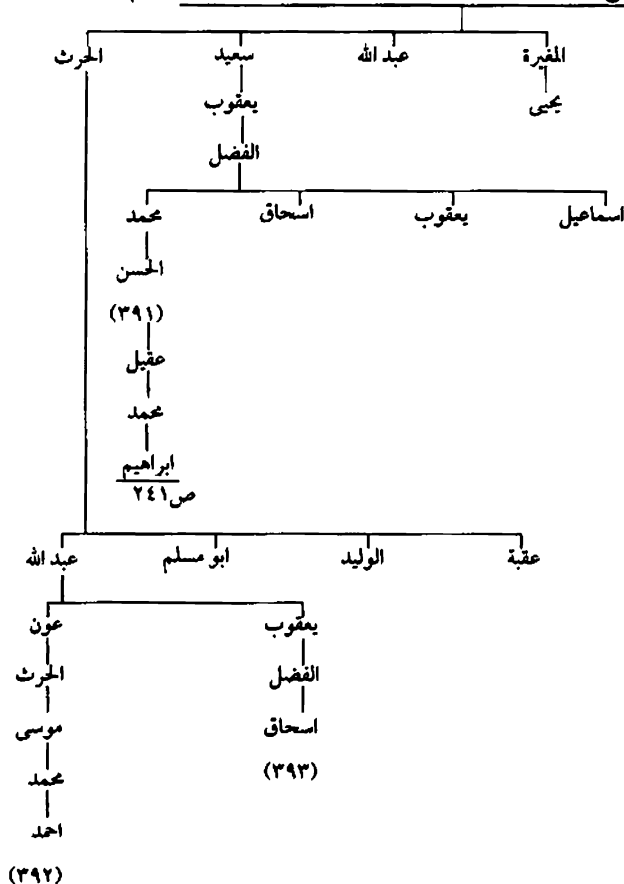 المغيرة عبد الله سعيد الحرث
يحيى يعقوب
الفضل
اسماعيل يعقوب اسحاق محمد
الحسن
(٣٩١)
عقيل
محمد
ابراهيم
ص ٢٤١
عقبة الوليد ابو مسلم عبد الله
يعقوب عون
الفضل الحرث
اسحاق موسى
(٣٩٣) محمد
احمد
(٣٩٢)